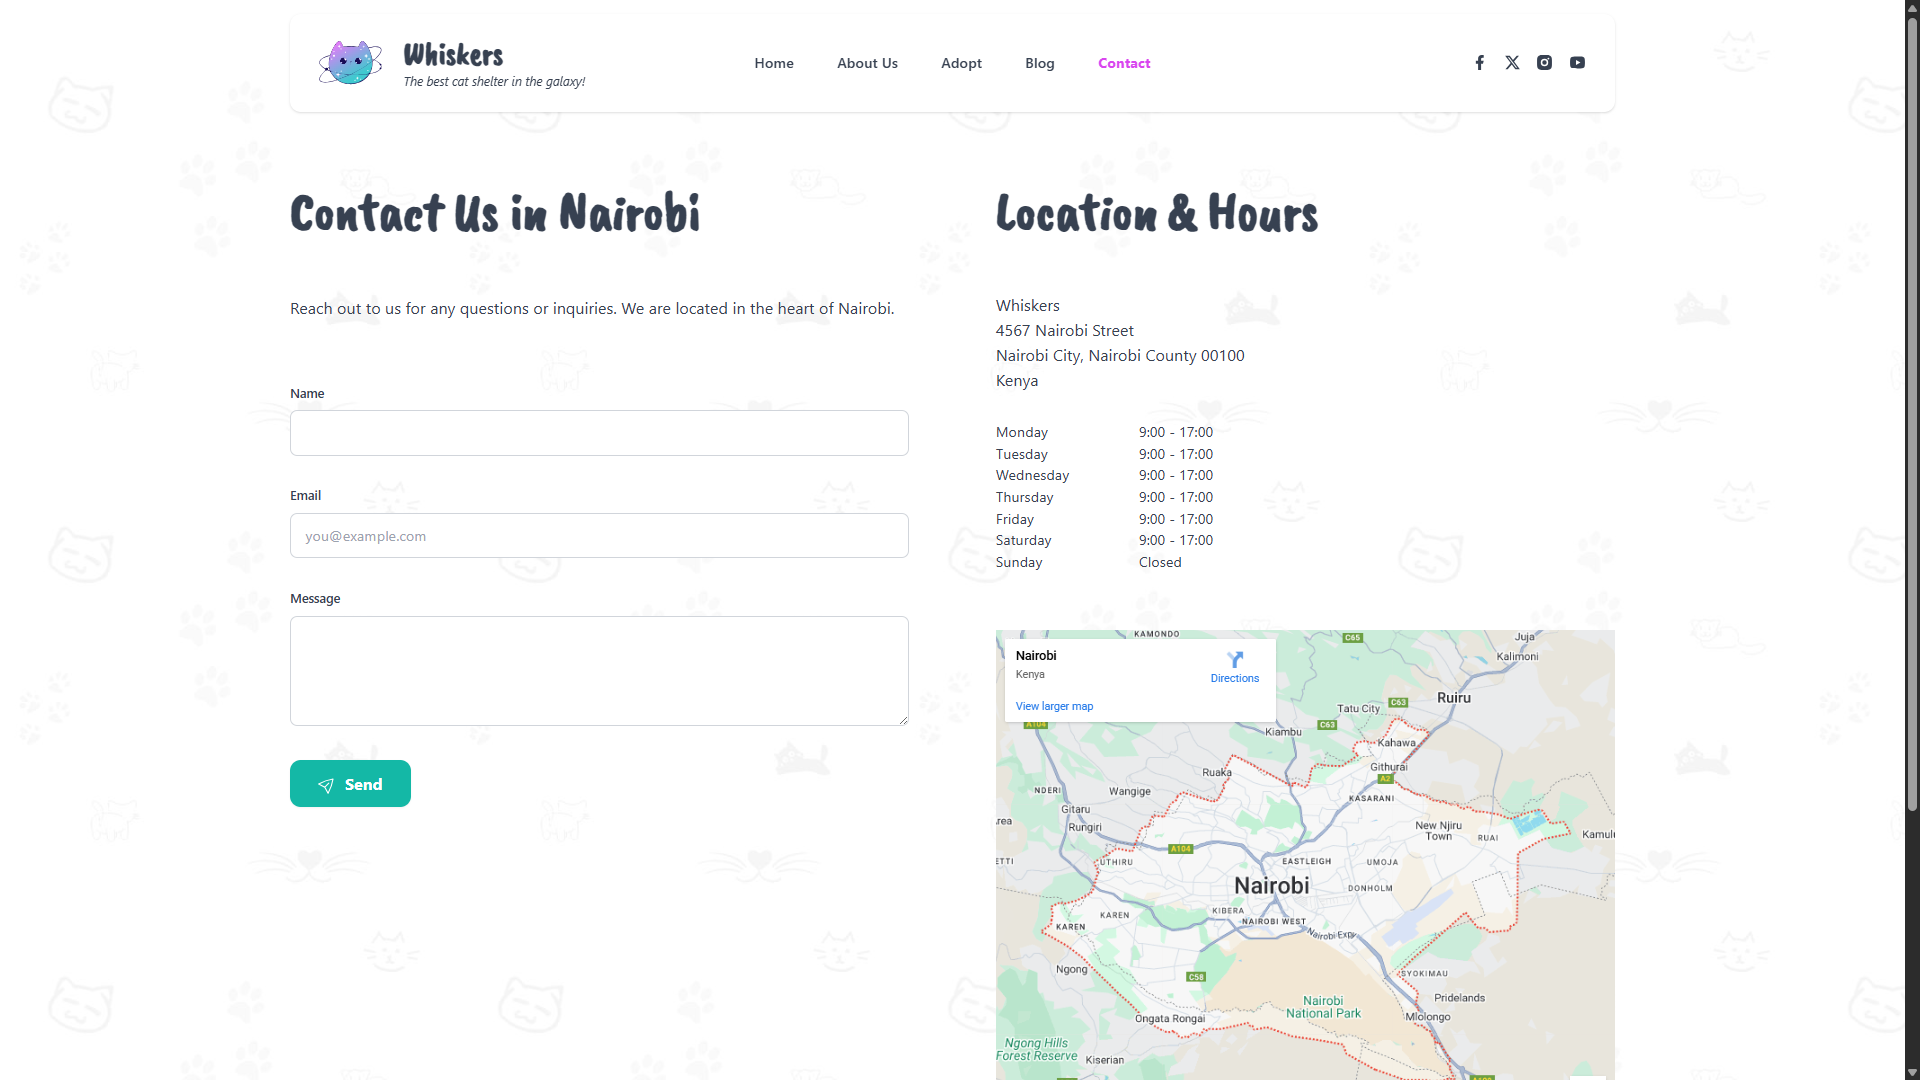 Whiskers
The best cat shelter in the galaxy!
Home
About Us
Adopt
Blog
Contact
Contact Us in Nairobi
Reach out to us for any questions or inquiries. We are located in the heart of Nairobi.
Name
Email
you@example.com
Message
Send
Location & Hours
Whiskers
4567 Nairobi Street
Nairobi City, Nairobi County 00100
Kenya
Monday 9:00 - 17:00
Tuesday 9:00 - 17:00
Wednesday 9:00 - 17:00
Thursday 9:00 - 17:00
Friday 9:00 - 17:00
Saturday 9:00 - 17:00
Sunday Closed
Nairobi
Kenya
Directions
View larger map
KAMONDO
C65
Juja
Kalimoni
Ruiru
C63
Tatu City
C63
A104
Kiambu
Kahawa
Githurai
A2
Ruaka
NDERI
Wangige
KASARANI
Gitaru
Rungiri
New Njiru
Town
RUAI
Kamulu
A104
UTHIRU
EASTLEIGH
UMOJA
Nairobi
DONHOLM
KIBERA
KAREN
NAIROBI WEST
KAREN
Nairobi Expy
Ngong
C58
SYOKIMAU
Pridelands
Nairobi
National Park
Mlolongo
Ongata Rongai
Ngong Hills
Forest Reserve
Kiserian